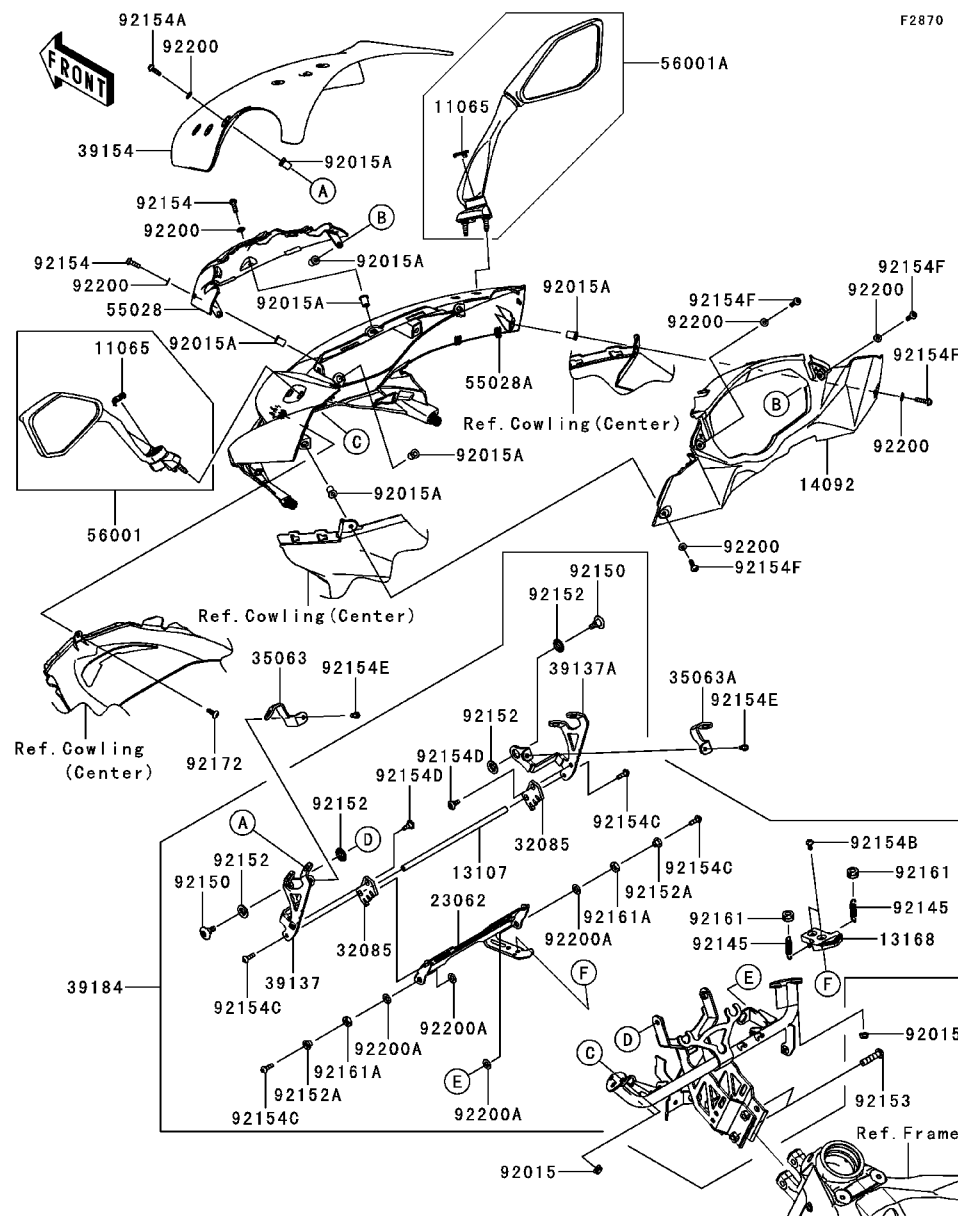 92154A
F2870
92200
FRONT
56001A
11065
39154
92015A
A
92154
B
92200
92154
92015A
92154F
92200
92015A
92015A
92154F
92200
55028
92200
92015A
11065
92154F
55028A
B
Ref.Cowling(Center)
C
92200
92015A
14092
92015A
56001
92200
92154F
92150
Ref.Cowling(Center)
92152
35063
92154E
39137A
35063A
92154E
92152
Ref.Cowling
(Center)
92172
92154D
92154D
92152
A
D
92154C
32085
92154B
92152
13107
92154C
92161
92150
23062
92152A
92161A
92161
92145
32085
92200A
92145
13168
39137
F
E
F
39184
92154C
92200A
D
92015
92200A
C
92161A
E
92152A
92153
92154C
92200A
Ref.Frame
92015